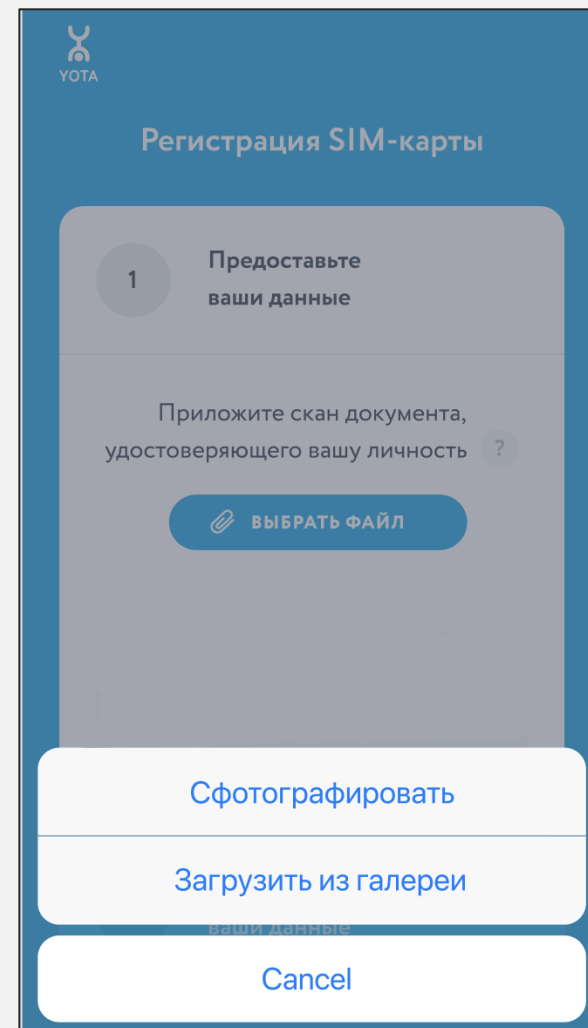 YOTA
Регистрация SIM-карты
1
Предоставьте
ваши данные
Приложите скан документа,
удостоверяющего вашу личность ?
ВЫБРАТЬ ФАЙЛ
Сфотографировать
Загрузить из галереи
ваши данные
Cancel